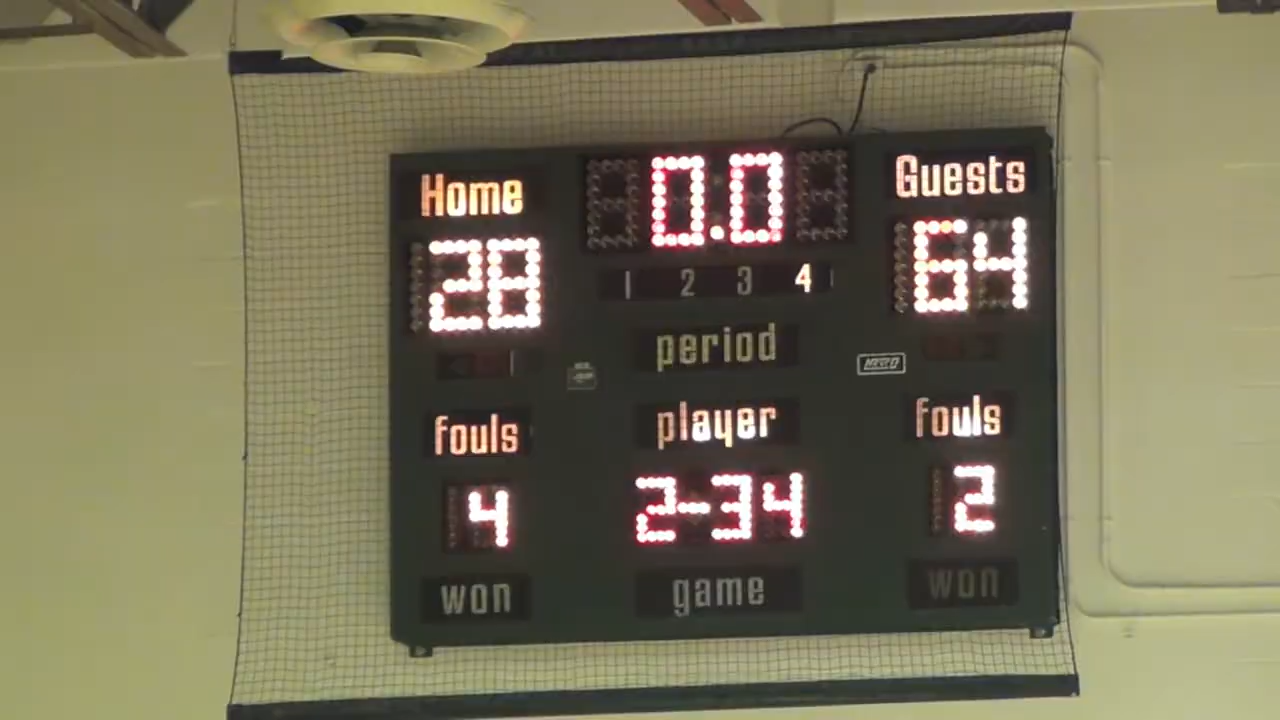 Home 0.0 Guests
28 64
1 2 3 4
period
fouls player fouls
4 2-34 2
won game won